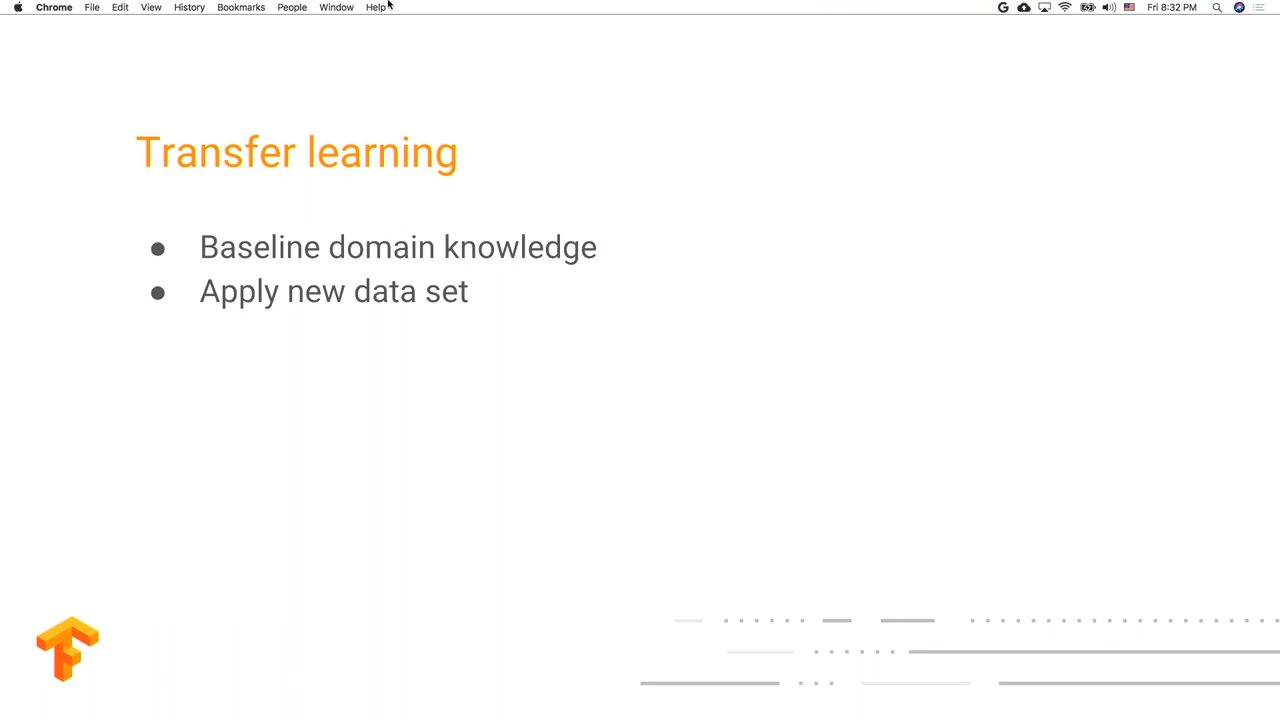 Chrome File Edit View History Bookmarks People Window Help Fri 8:32 PM
Transfer learning
● Baseline domain knowledge
● Apply new data set